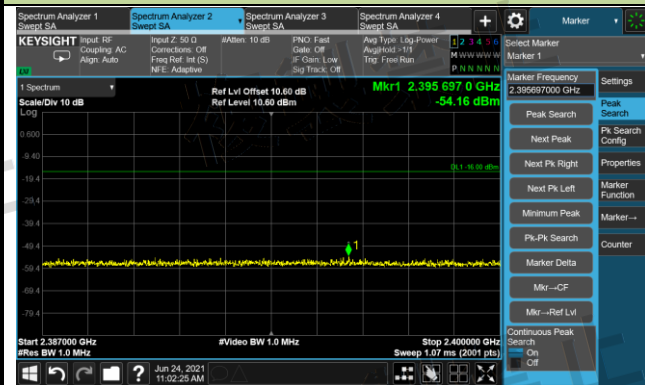 Spectrum Analyzer 1
Swept SA
Spectrum Analyzer 2
Swept SA
Spectrum Analyzer 3
Swept SA
Spectrum Analyzer 4
Swept SA
+
Marker
KEYSIGHT
Input: RF
Coupling: AC
Align: Auto
Input Z: 50 Ω
Corrections: Off
Freq Ref: Int (S)
NFE: Adaptive
#Atten: 10 dB
PNO: Fast
Gate: Off
IF Gain: Low
Sig Track: Off
Avg Type: Log-Power
Avg|Hold >1/1
Trig: Free Run
1 2 3 4 5 6
M W W W W W
P N N N N N
Select Marker
Marker 1
1 Spectrum
Scale/Div 10 dB
Log
Ref Lvl Offset 10.60 dB
Ref Level 10.60 dBm
Mkr1 2.395 697 0 GHz
-54.16 dBm
0.600
-9.40
-19.4
-29.4
-39.4
-49.4
-59.4
-69.4
-79.4
DL1 -16.00 dBm
1
Start 2.387000 GHz
#Res BW 1.0 MHz
#Video BW 1.0 MHz
Stop 2.400000 GHz
Sweep 1.07 ms (2001 pts)
Marker Frequency
2.395697000 GHz
Peak Search
Next Peak
Next Pk Right
Next Pk Left
Minimum Peak
Pk-Pk Search
Marker Delta
Mkr→CF
Mkr→Ref Lvl
Continuous Peak
Search
On
Off
Settings
Peak
Search
Pk Search
Config
Properties
Marker
Function
Marker→
Counter
?
Jun 24, 2021
11:02:25 AM